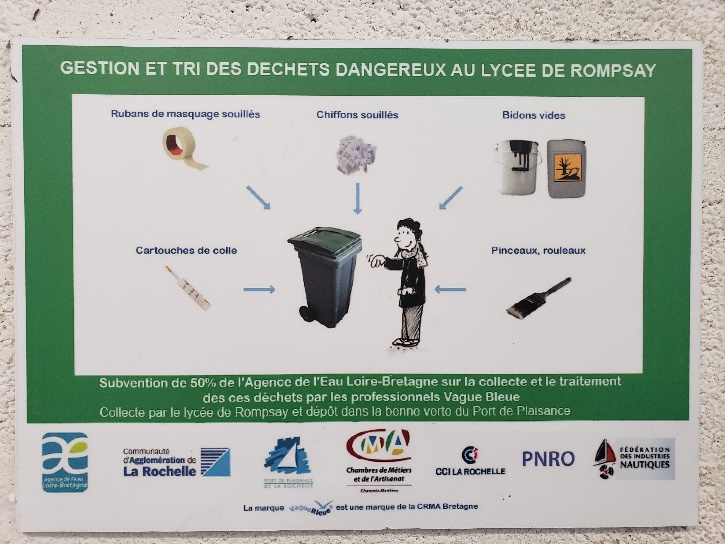 GESTION ET TRI DES DECHETS DANGEREUX AU LYCEE DE ROMPSAY
Rubans de masquage souillés
Chiffons souillés
Bidons vides
Cartouches de colle
Pinceaux, rouleaux
Subvention de 50% de l'Agence de l'Eau Loire-Bretagne sur la collecte et le traitement
des ces déchets par les professionnels Vague Bleue
Collecte par le lycée de Rompsay et dépôt dans la benne verte du Port de Plaisance
agence de l'eau
Loire-Bretagne
Communauté
d'Agglomération de
La Rochelle
PORT DE PLAISANCE
DE LA ROCHELLE
CMA
Chambres de Métiers
et de l'Artisanat
Charente-Maritime
CCI LA ROCHELLE
PNRO
FÉDÉRATION
DES INDUSTRIES
NAUTIQUES
La marque Vague Bleue est une marque de la CRMA Bretagne